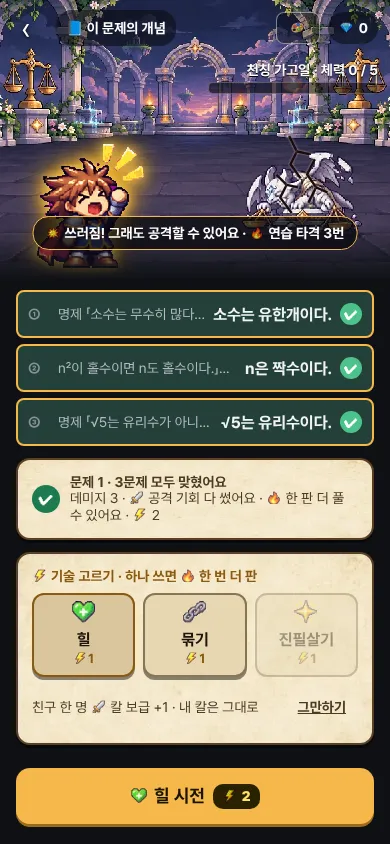 ‹ 📘 이 문제의 개념
💎 0
천칭 가고일 · 체력 0 / 5
💥 쓰러짐! 그래도 공격할 수 있어요 · 🔥 연습 타격 3번
① 명제 「소수는 무수히 많다… 소수는 유한개이다.
② n²이 홀수이면 n도 홀수이다.」… n은 짝수이다.
③ 명제 「√5는 유리수가 아니… √5는 유리수이다.
문제 1 · 3문제 모두 맞혔어요
데미지 3 · 🗡️ 공격 기회 다 썼어요 · 🔥 한 판 더 풀
수 있어요 · ⚡ 2
⚡ 기술 고르기 · 하나 쓰면 🔥 한 번 더 판
힐 묶기 진필살기
⚡1 ⚡1 ⚡1
친구 한 명 🗡️ 칼 보급 +1 · 내 칼은 그대로 그만하기
💚 힐 시전 ⚡ 2